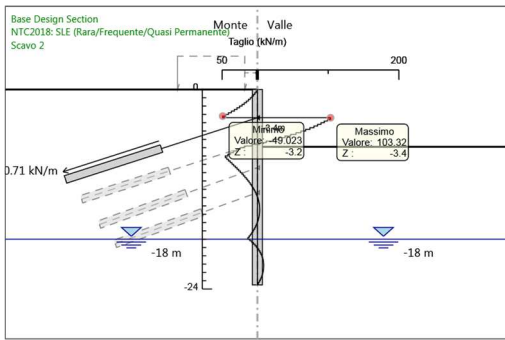 Base Design Section
NTC2018: SLE (Rara/Frequente/Quasi Permanente)
Scavo 2
Monte Valle
Taglio (kN/m)
50 200
0
Minimo
Valore: -49.023
Z : -3.2
Massimo
Valore: 103.32
Z : -3.4
0.71 kN/m
-18 m
-18 m
-24